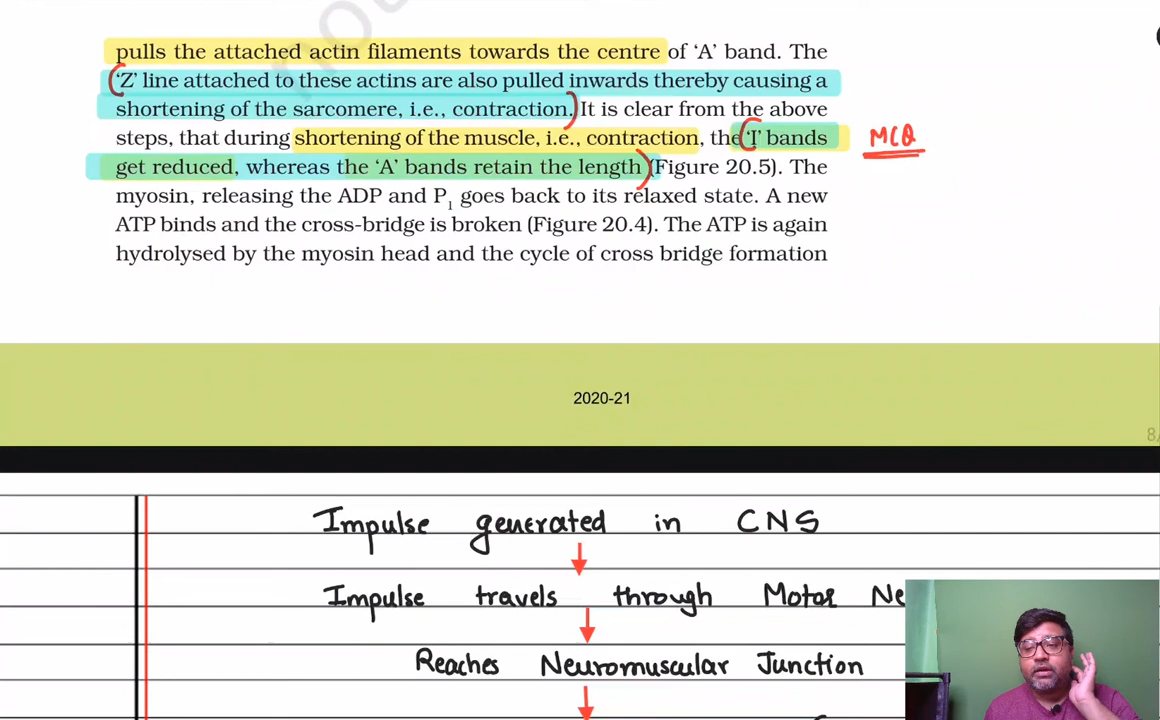 pulls the attached actin filaments towards the centre of ‘A’ band. The
‘Z’ line attached to these actins are also pulled inwards thereby causing a
shortening of the sarcomere, i.e., contraction. It is clear from the above
steps, that during shortening of the muscle, i.e., contraction, the ‘I’ bands
MCQ
get reduced, whereas the ‘A’ bands retain the length (Figure 20.5). The
myosin, releasing the ADP and P1 goes back to its relaxed state. A new
ATP binds and the cross-bridge is broken (Figure 20.4). The ATP is again
hydrolysed by the myosin head and the cycle of cross bridge formation
2020-21
8/
Impulse generated in CNS
Impulse travels through Motor Ne
Reaches Neuromuscular Junction